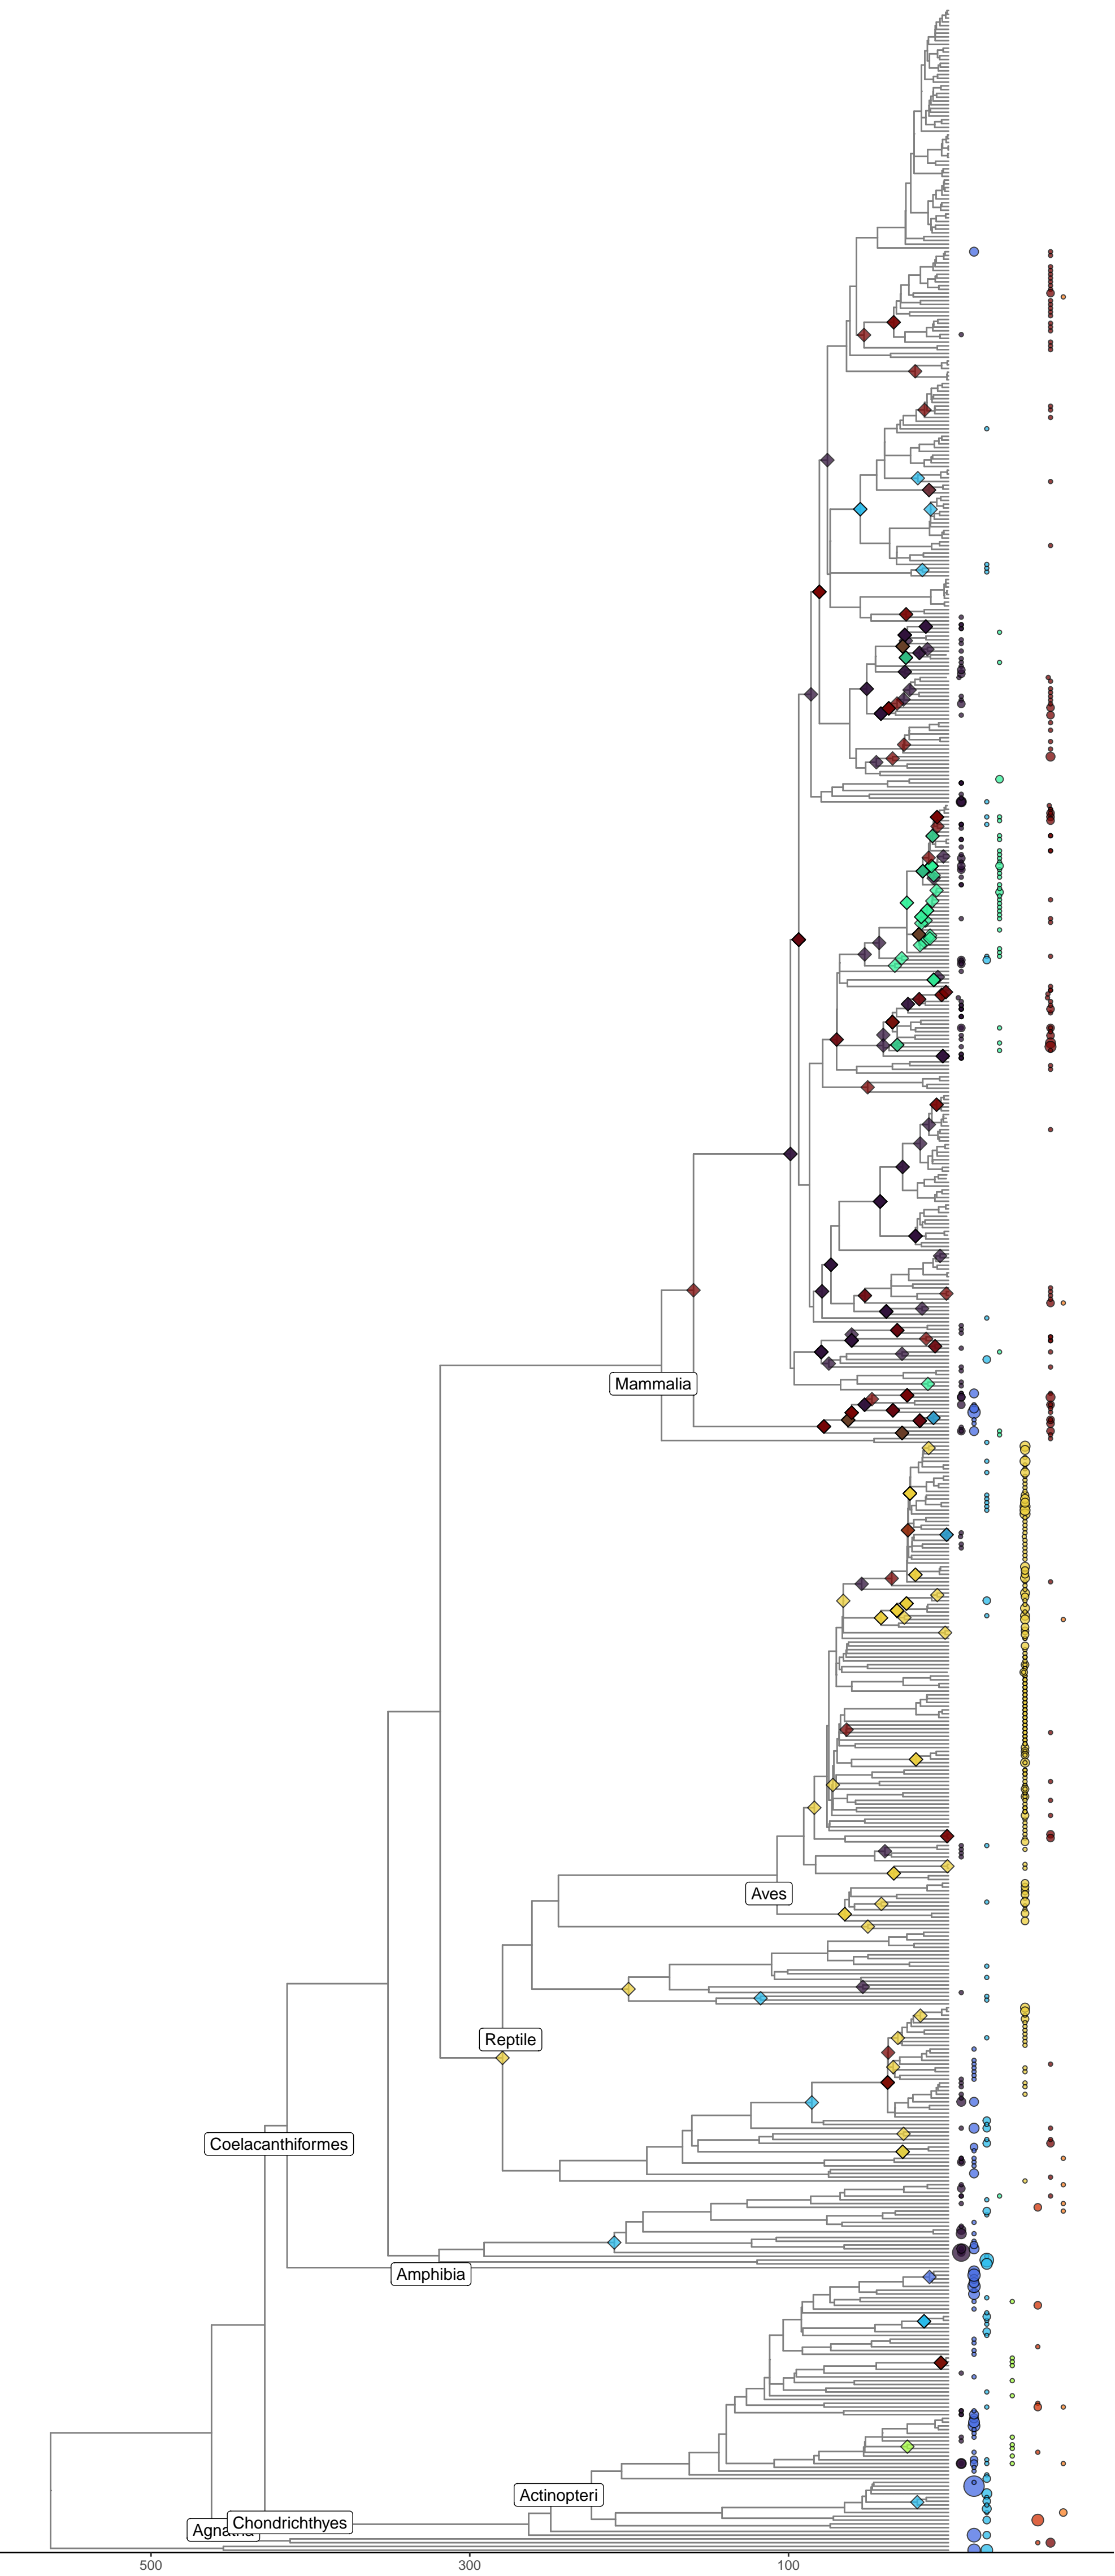 Mammalia
Aves
Reptile
Coelacanthiformes
Amphibia
Actinopteri
Chondrichthyes
500
300
100